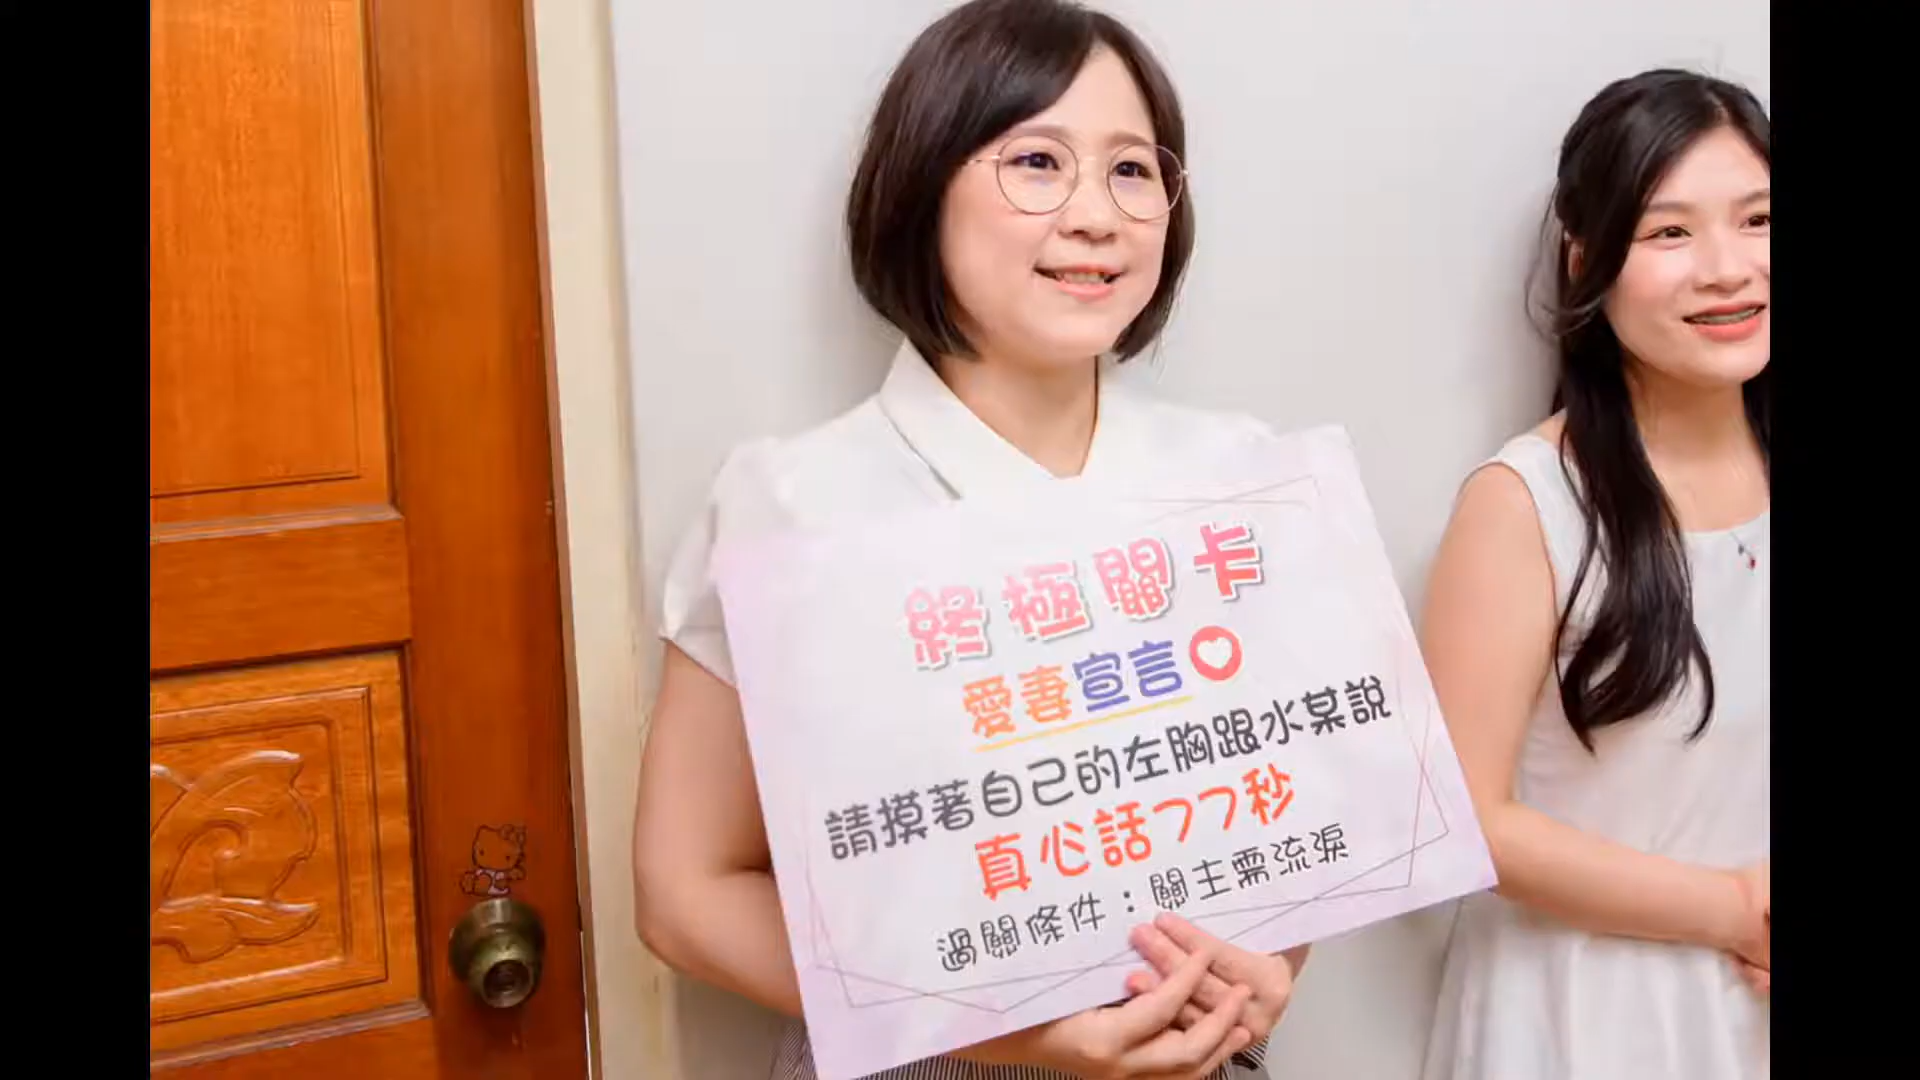 終極關卡
愛妻宣言
請摸著自己的左胸跟水某說
真心話77秒
過關條件：關主需流淚